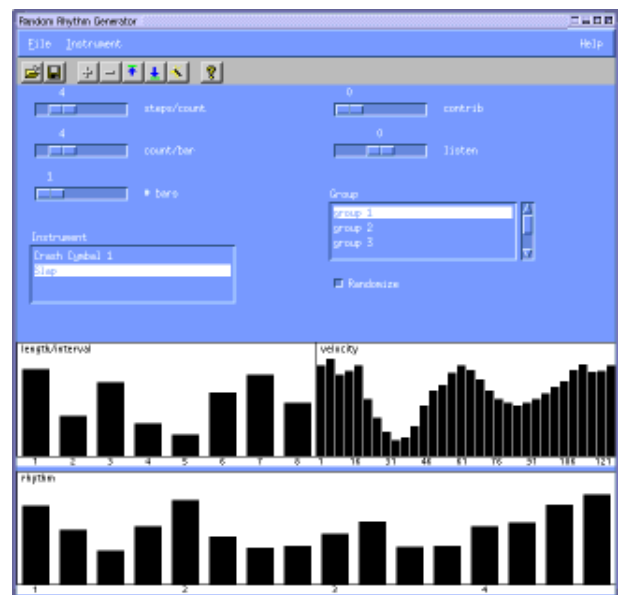 Random Rhythm Generator
File Instrument Help
4
steps/count
0
contrib
4
count/bar
0
listen
1
# bars
Group
group 1
group 2
group 3
Instrument
Crash Cymbal 1
Slap
Randomize
length/interval
velocity
1 2 3 4 5 6 7 8
1 16 31 46 61 76 91 106 121
rhythm
1 2 3 4